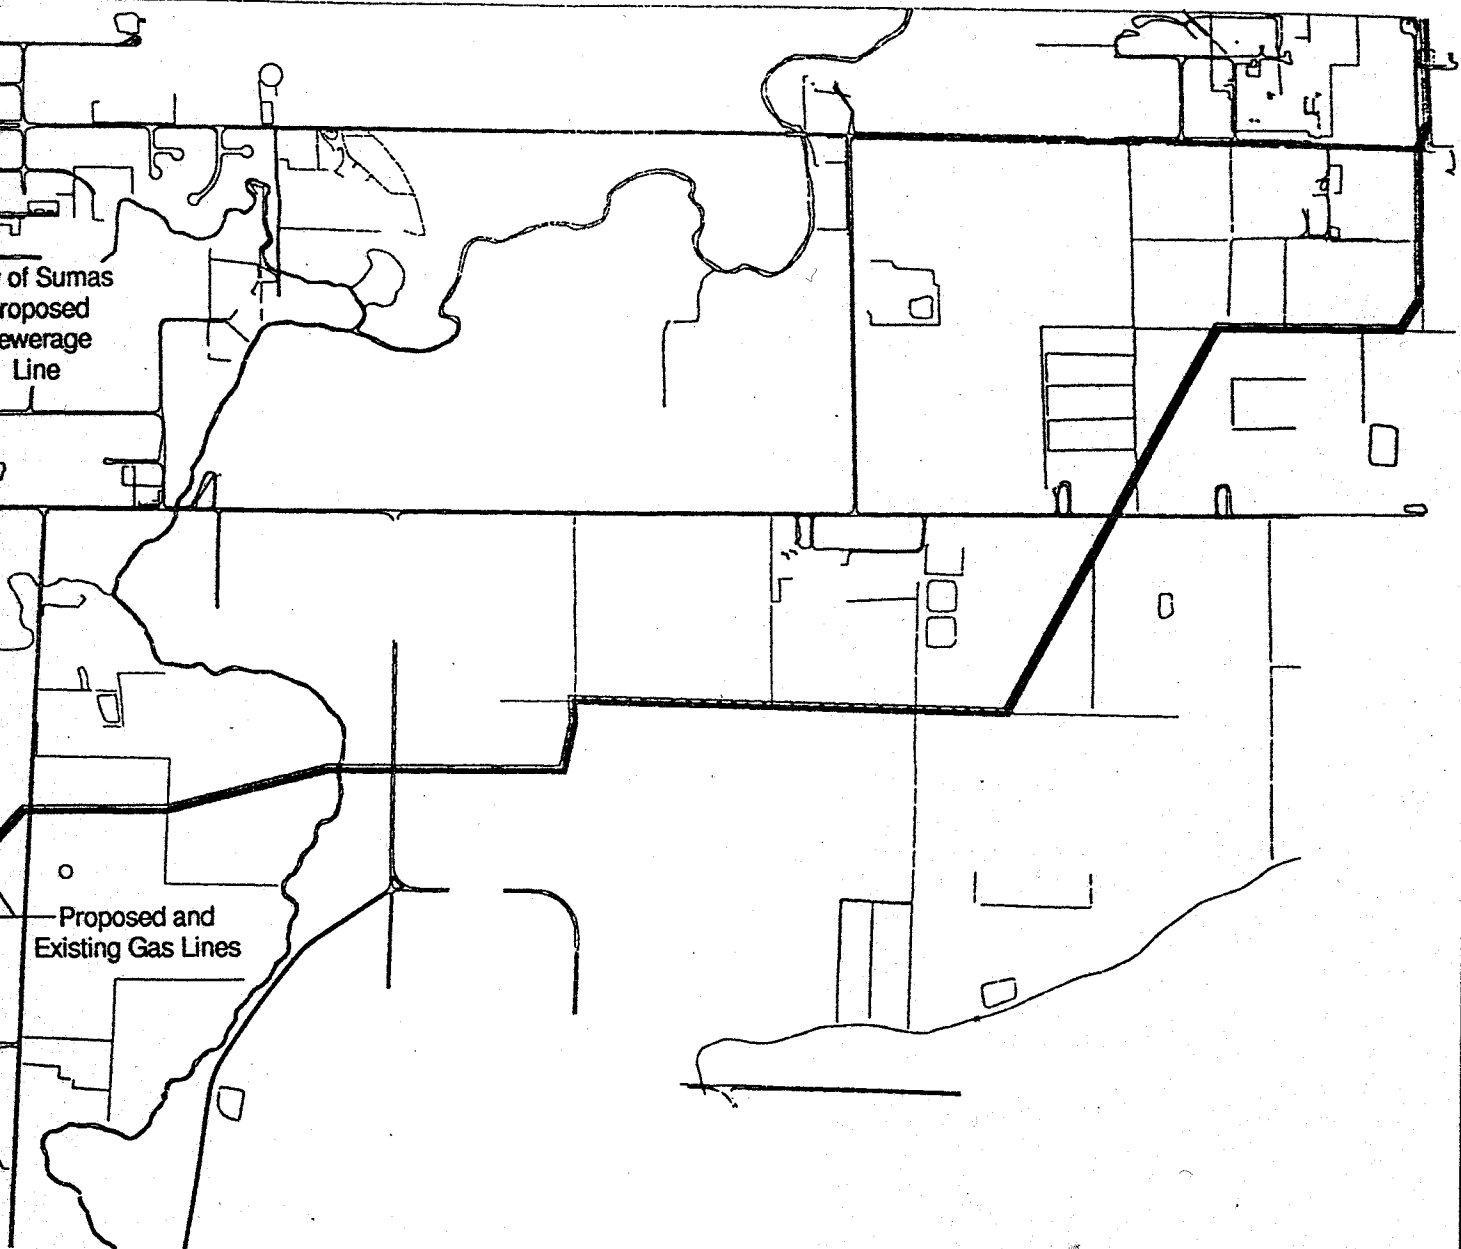 of Sumas
roposed
ewerage
Line
Proposed and
Existing Gas Lines